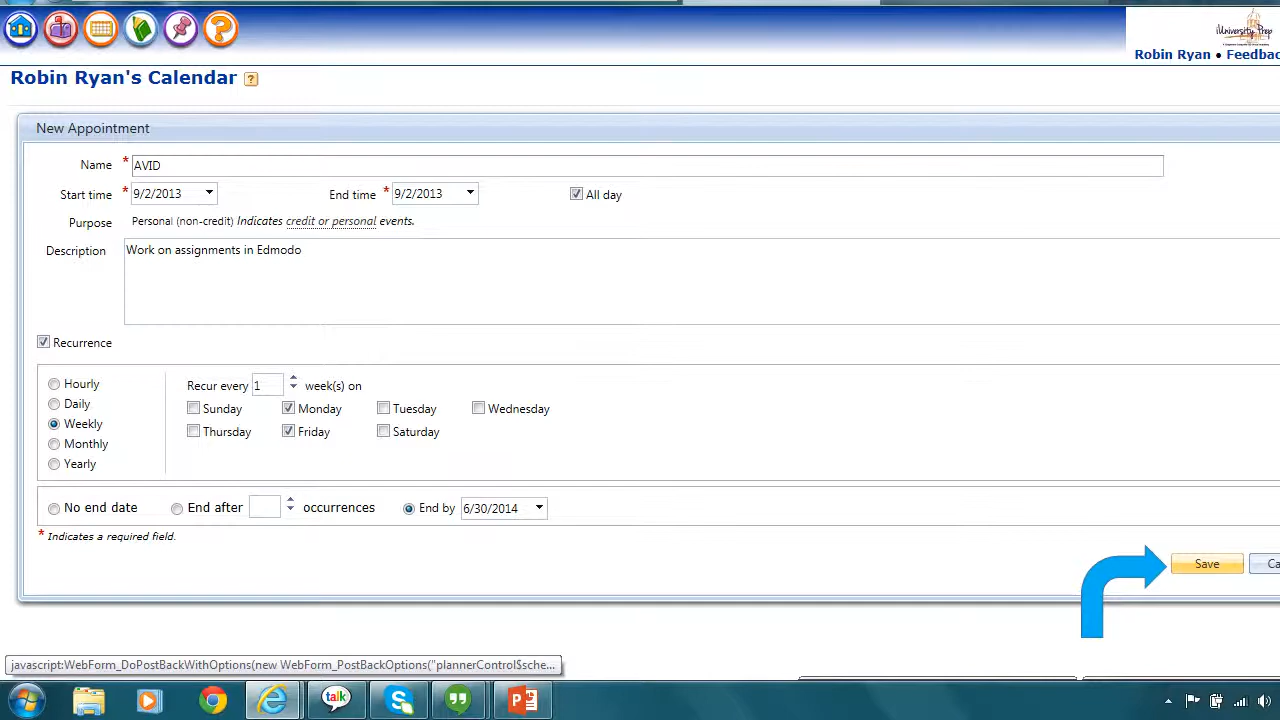 iUniversity Prep
Robin Ryan • Feedbac
Robin Ryan's Calendar ?
New Appointment
Name * AVID
Start time * 9/2/2013 End time * 9/2/2013 All day
Purpose Personal (non-credit) Indicates credit or personal events.
Description Work on assignments in Edmodo
Recurrence
Hourly Recur every 1 week(s) on
Daily Sunday Monday Tuesday Wednesday
Weekly Thursday Friday Saturday
Monthly
Yearly
No end date End after occurrences End by 6/30/2014
* Indicates a required field.
Save Ca
javascript:WebForm_DoPostBackWithOptions(new WebForm_PostBackOptions("plannerControl$sche...
talk